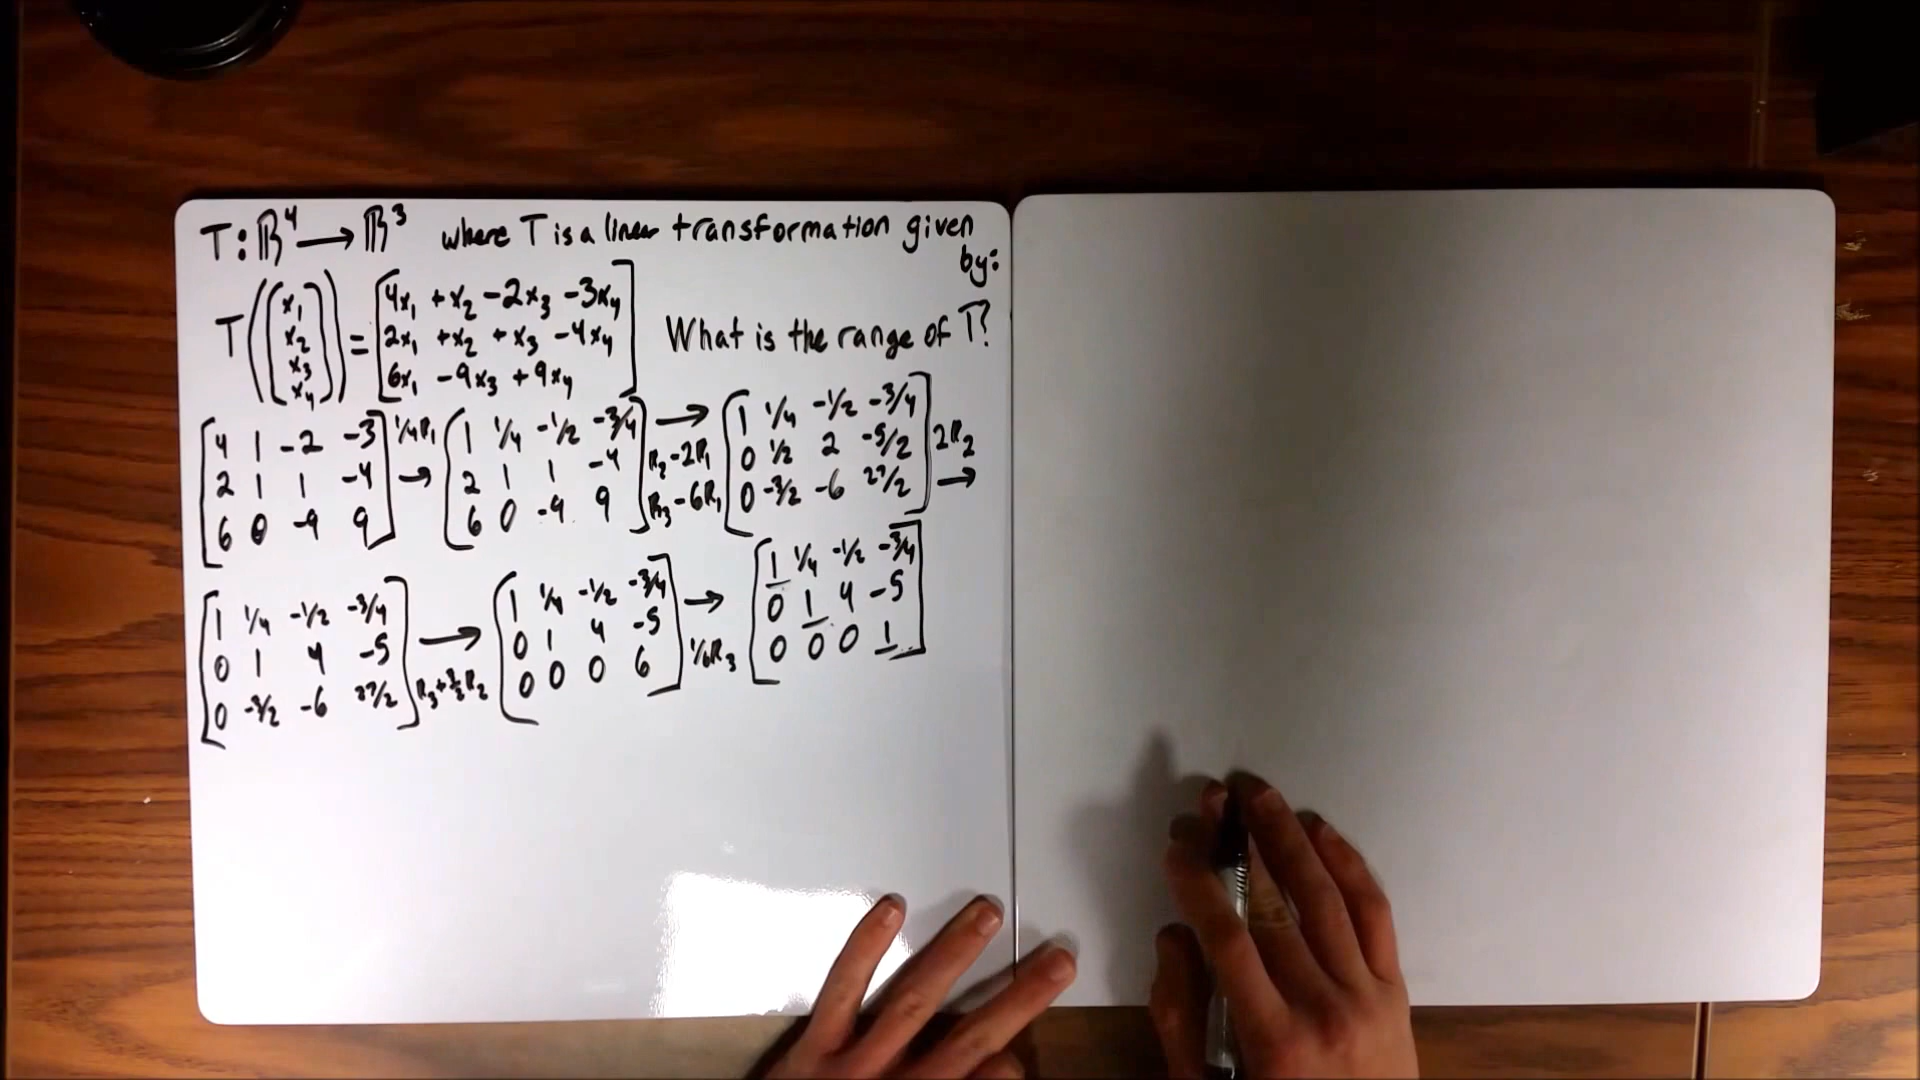 T: ℝ⁴ → ℝ³ where T is a linear transformation given by:
T([x₁ x₂ x₃ x₄]) = [4x₁ + x₂ - 2x₃ - 3x₄
2x₁ + x₂ + x₃ - 4x₄
6x₁ - 9x₃ + 9x₄]
What is the range of T?
[4 1 -2 -3
2 1 1 -4
6 0 -9 9]
1/4R₁ →
[1 1/4 -1/2 -3/4
2 1 1 -4
6 0 -9 9]
→ R₂-2R₁
R₃-6R₁
[1 1/4 -1/2 -3/4
0 1/2 2 -5/2
0 -3/2 -6 27/2]
2R₂ →
[1 1/4 -1/2 -3/4
0 1 4 -5
0 -3/2 -6 27/2]
→ R₃+3/2R₂
[1 1/4 -1/2 -3/4
0 1 4 -5
0 0 0 6]
→ 1/6R₃
[1 1/4 -1/2 -3/4
0 1 4 -5
0 0 0 1]